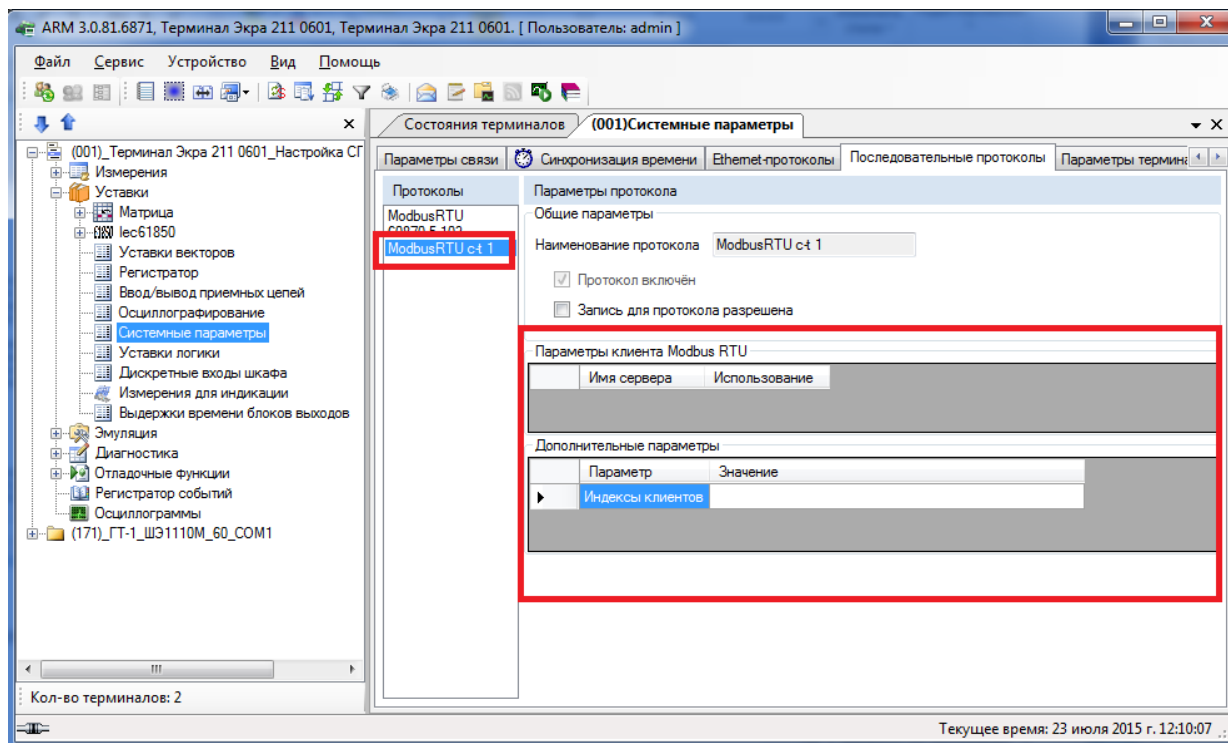 ARM 3.0.81.6871, Терминал Экра 211 0601, Терминал Экра 211 0601. [ Пользователь: admin ]
Файл Сервис Устройство Вид Помощь
(001)_Терминал Экра 211 0601_Настройка СГ
Измерения
Уставки
Матрица
Iec61850
Уставки векторов
Регистратор
Ввод/вывод приемных цепей
Осциллографирование
Системные параметры
Уставки логики
Дискретные входы шкафа
Измерения для индикации
Выдержки времени блоков выходов
Эмуляция
Диагностика
Отладочные функции
Регистратор событий
Осциллограммы
(171)_ГТ-1_ШЭ1110М_60_COM1
Кол-во терминалов: 2
Состояния терминалов (001)Системные параметры
Параметры связи Синхронизация времени Ethernet-протоколы Последовательные протоколы Параметры термина
Протоколы
ModbusRTU
60870-5-103
ModbusRTU c-t 1
Параметры протокола
Общие параметры
Наименование протокола ModbusRTU c-t 1
Протокол включён
Запись для протокола разрешена
Параметры клиента Modbus RTU
Имя сервера Использование
Дополнительные параметры
Параметр Значение
Индексы клиентов
Текущее время: 23 июля 2015 г. 12:10:07